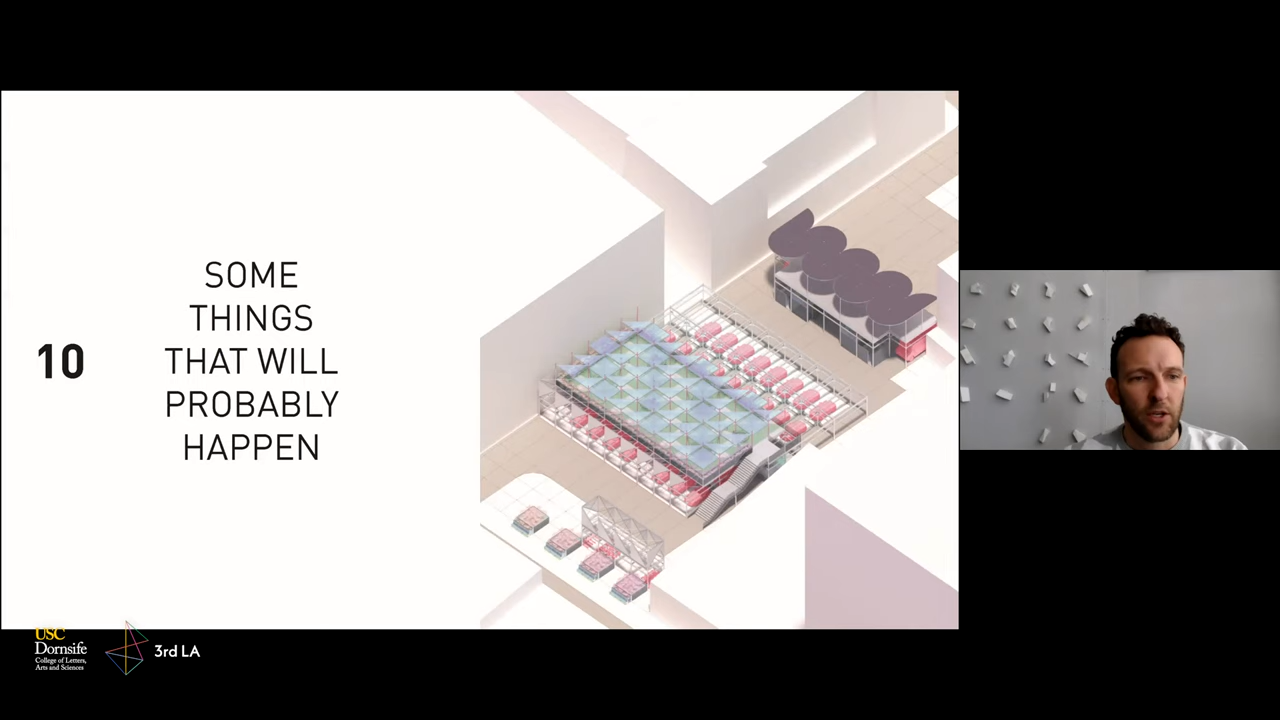 10
SOME
THINGS
THAT WILL
PROBABLY
HAPPEN
USC
Dornsife
College of Letters,
Arts and Sciences
3rd LA